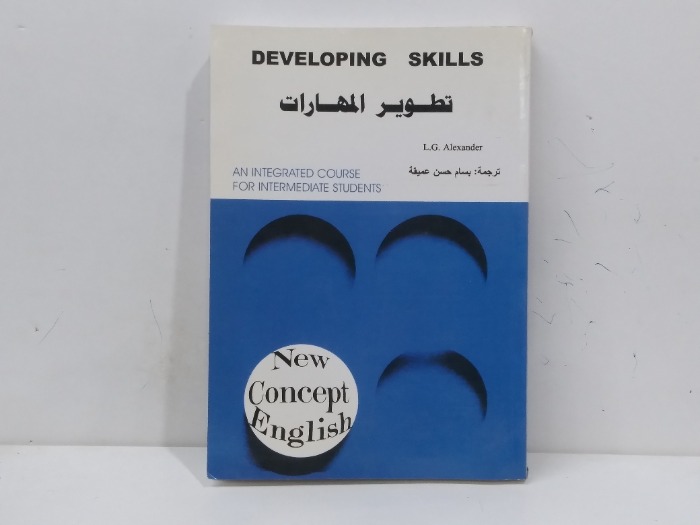 DEVELOPING SKILLS
تطوير المهارات
L.G. Alexander
ترجمة: بسام حسن عميقة
AN INTEGRATED COURSE
FOR INTERMEDIATE STUDENTS
New
Concept
English